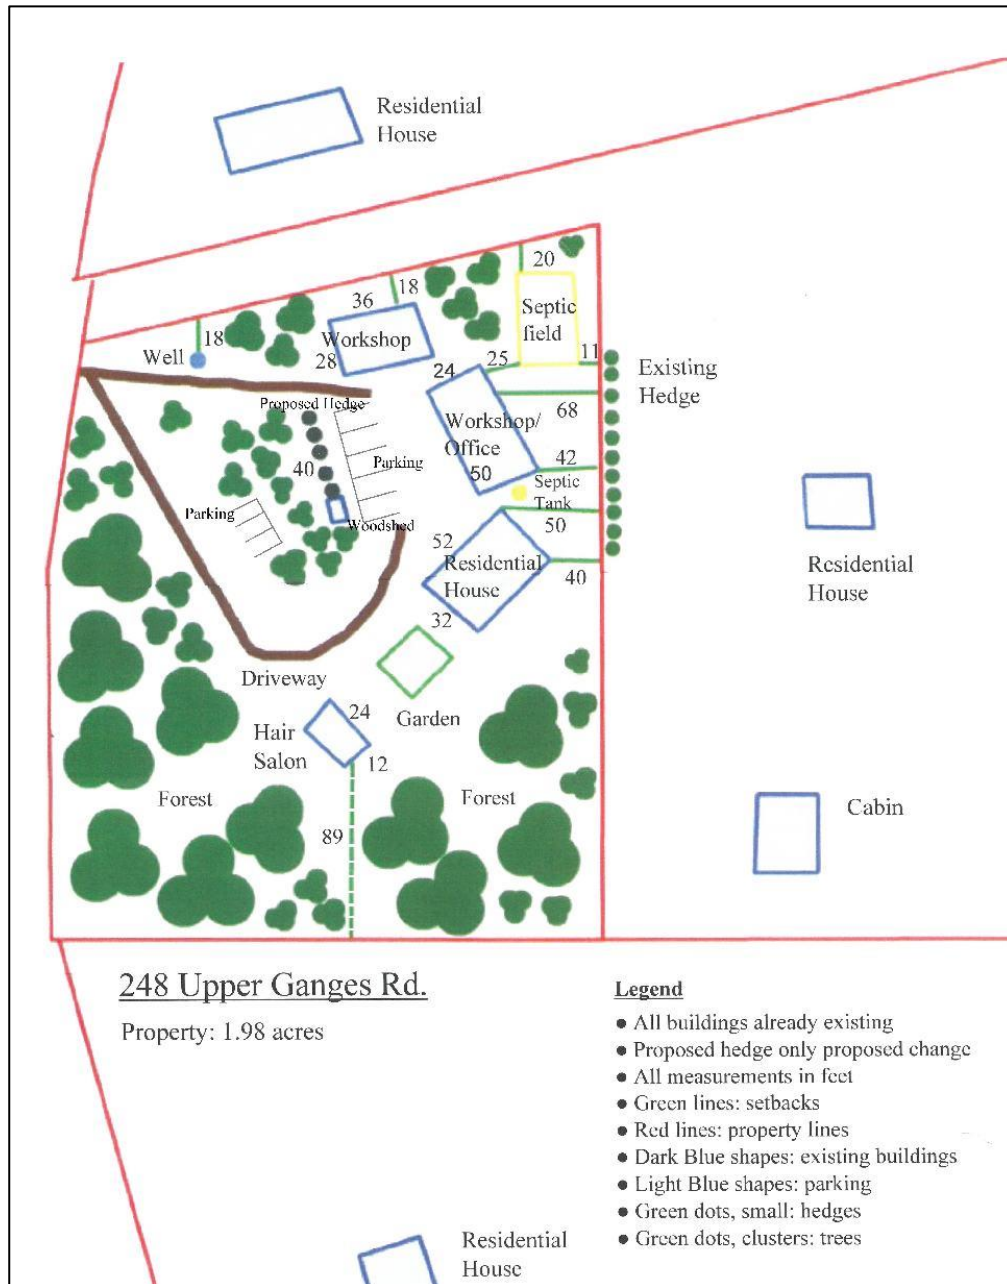 Residential
House
20
18
36
Septic
field
Workshop
18
Well
28
25
11
24
Existing
Hedge
Proposed Hedge
68
Workshop/
Office
42
40
Parking
50
Septic
Tank
Parking
Woodshed
50
52
Residential
House
40
Residential
House
32
Driveway
24
Garden
Hair
Salon
12
Forest
Forest
Cabin
89
248 Upper Ganges Rd.
Property: 1.98 acres
Legend
● All buildings already existing
● Proposed hedge only proposed change
● All measurements in feet
● Green lines: setbacks
● Red lines: property lines
● Dark Blue shapes: existing buildings
● Light Blue shapes: parking
● Green dots, small: hedges
● Green dots, clusters: trees
Residential
House